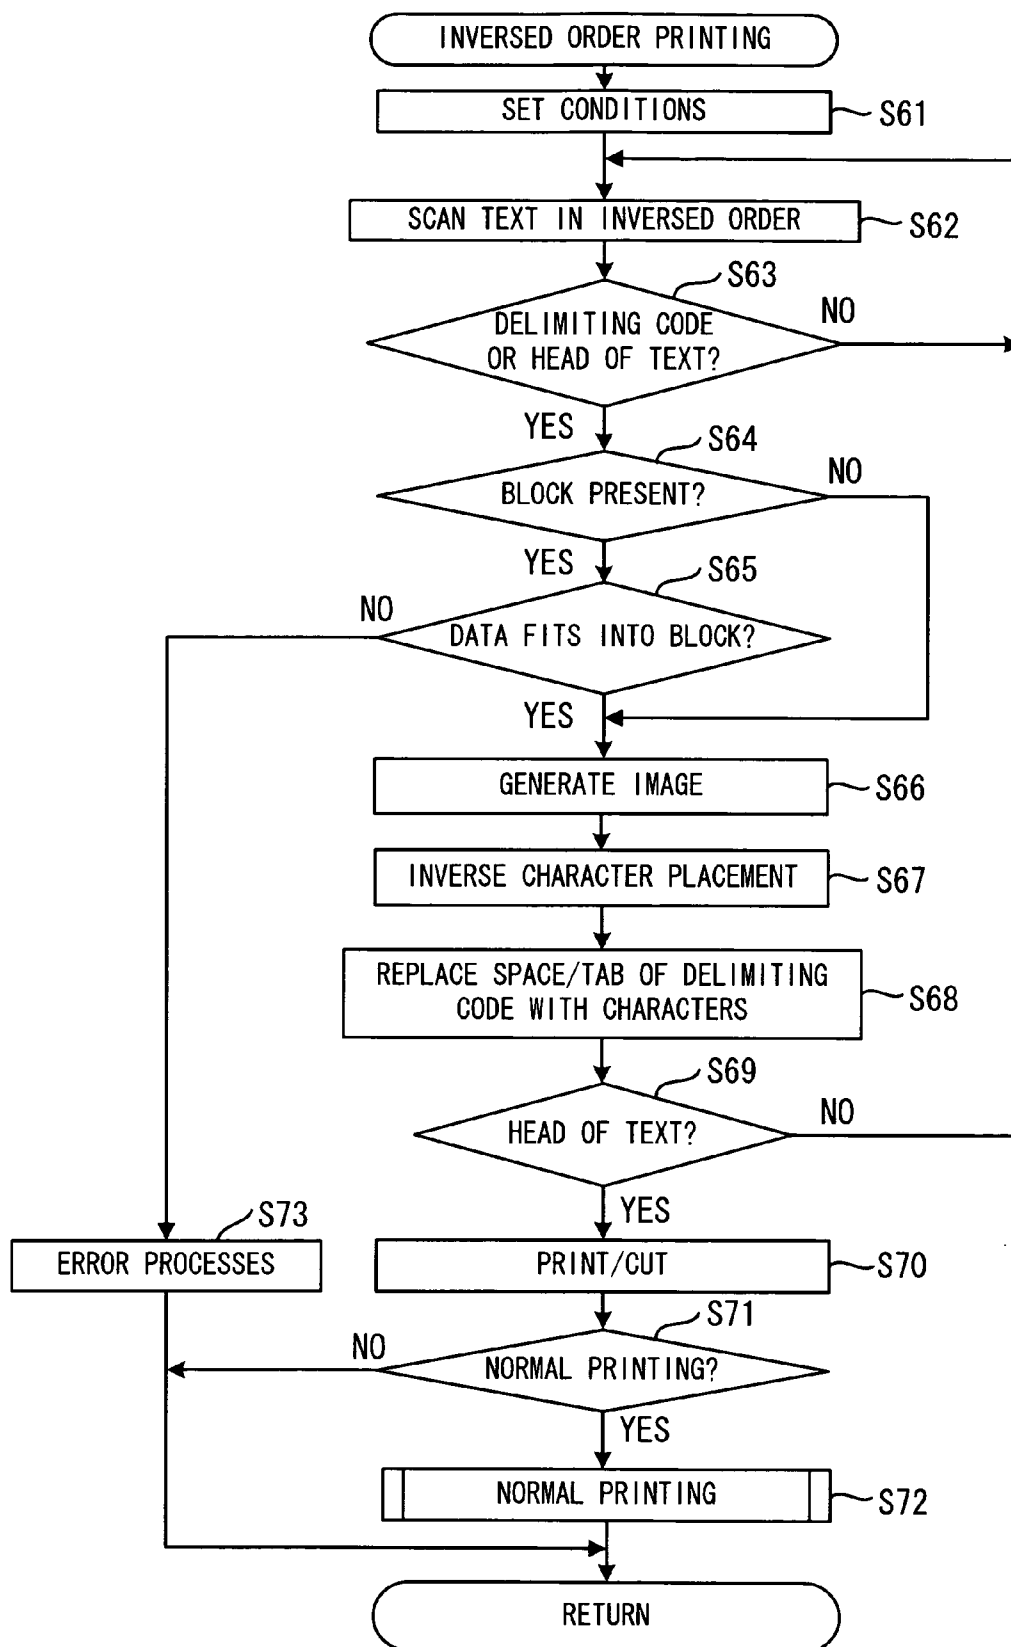 INVERSED ORDER PRINTING
SET CONDITIONS
S61
SCAN TEXT IN INVERSED ORDER
S62
S63
DELIMITING CODE
OR HEAD OF TEXT?
NO
YES
S64
BLOCK PRESENT?
NO
YES
S65
NO
DATA FITS INTO BLOCK?
YES
GENERATE IMAGE
S66
INVERSE CHARACTER PLACEMENT
S67
REPLACE SPACE/TAB OF DELIMITING
CODE WITH CHARACTERS
S68
S69
HEAD OF TEXT?
NO
YES
S73
ERROR PROCESSES
PRINT/CUT
S70
S71
NO
NORMAL PRINTING?
YES
NORMAL PRINTING
S72
RETURN